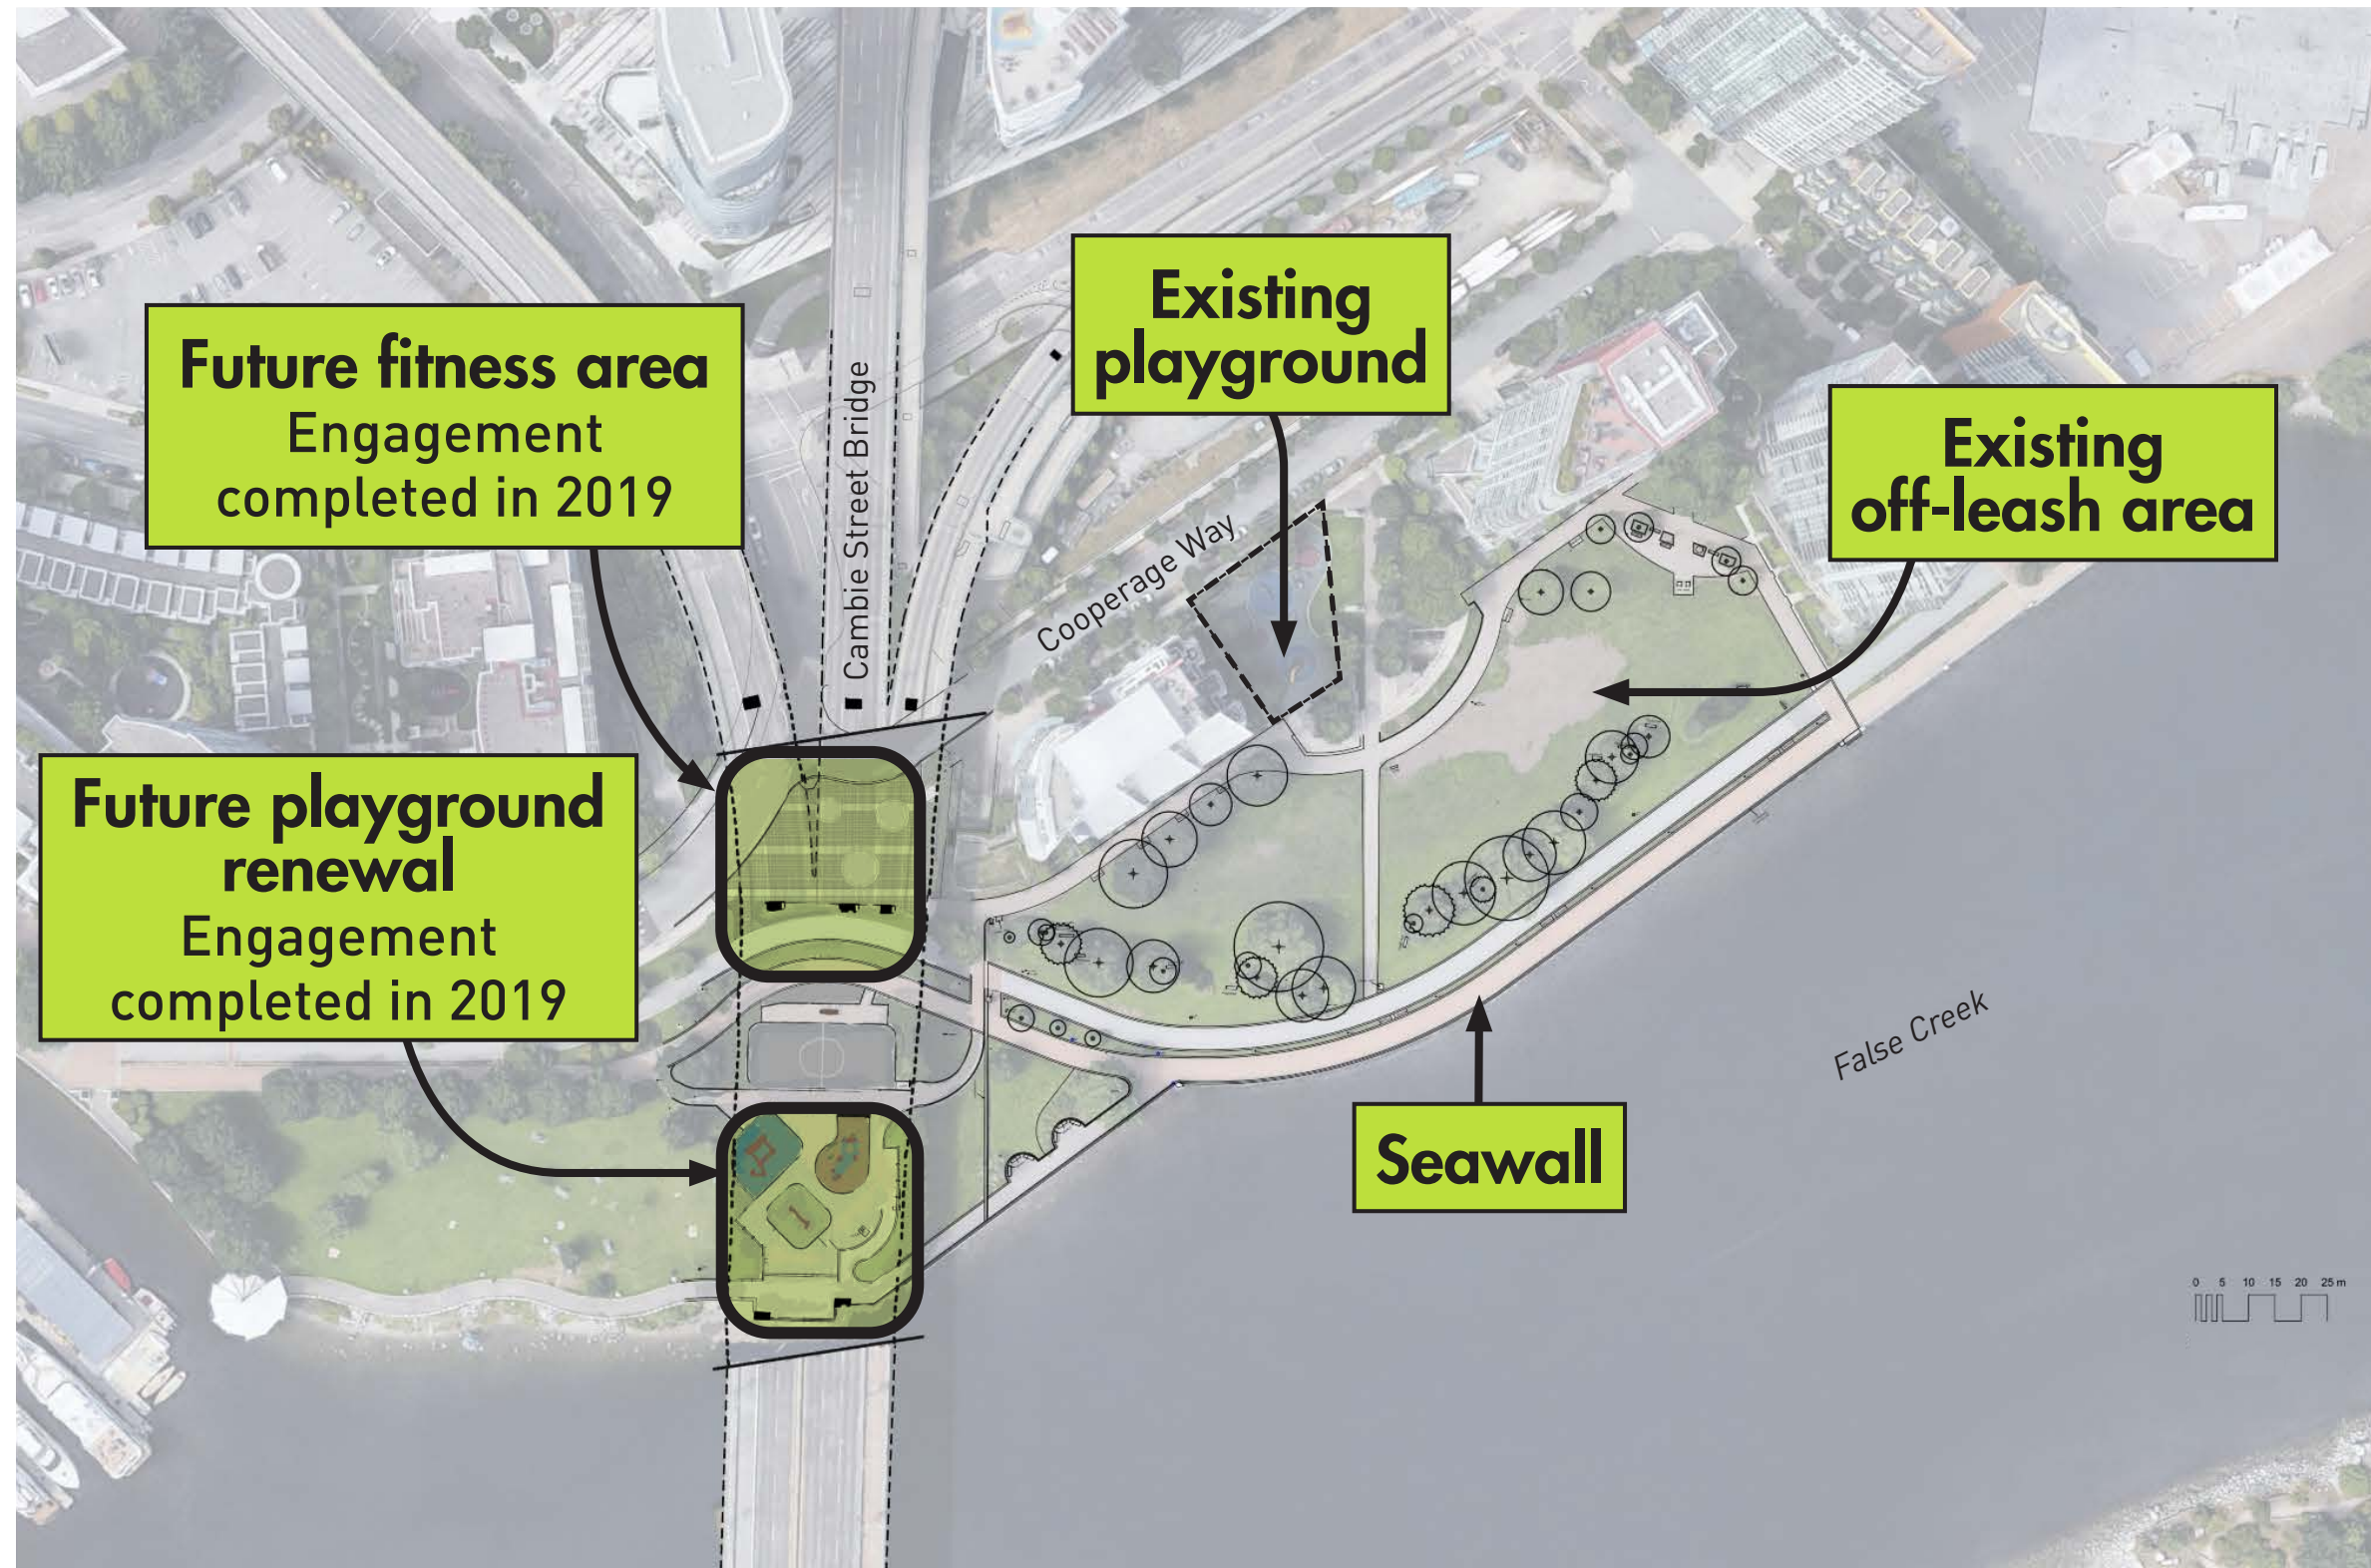 Future fitness area
Engagement
completed in 2019
Cambie Street Bridge
Existing
playground
Existing
off-leash area
Cooperage Way
Future playground
renewal
Engagement
completed in 2019
False Creek
Seawall
0 5 10 15 20 25 m